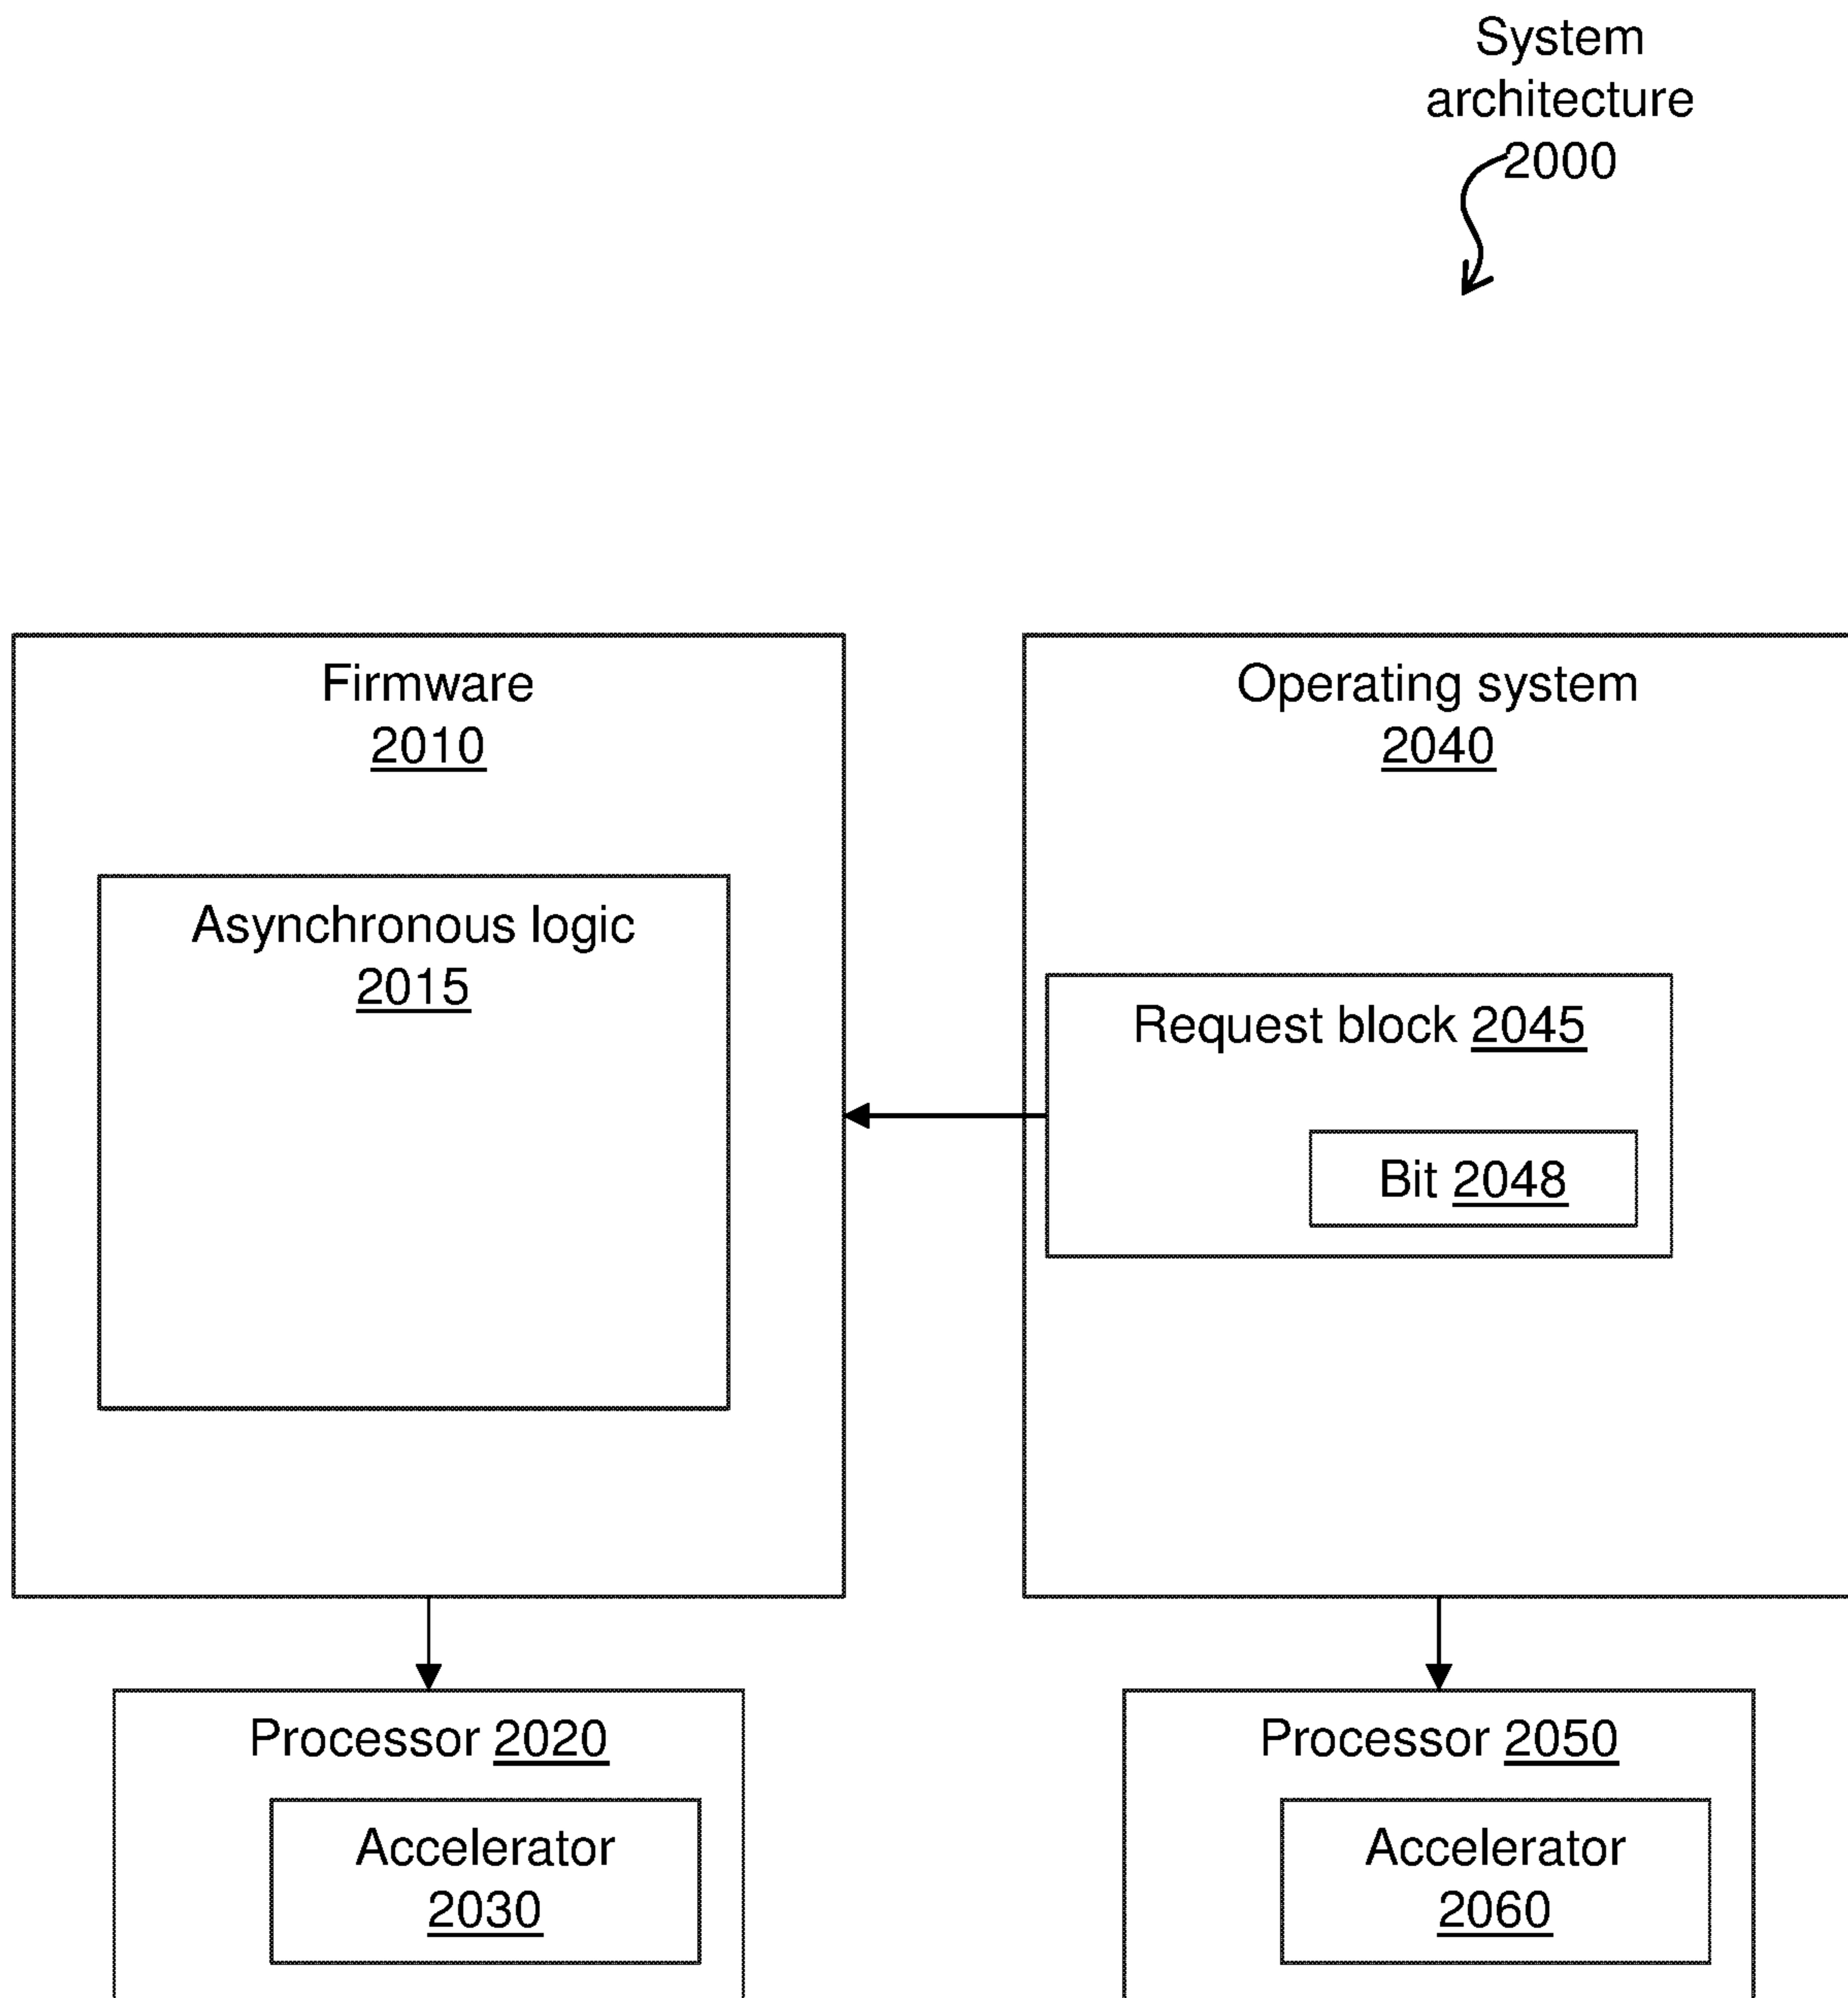 System
architecture
2000
Firmware
2010
Operating system
2040
Asynchronous logic
2015
Request block 2045
Bit 2048
Processor 2020
Accelerator
2030
Processor 2050
Accelerator
2060